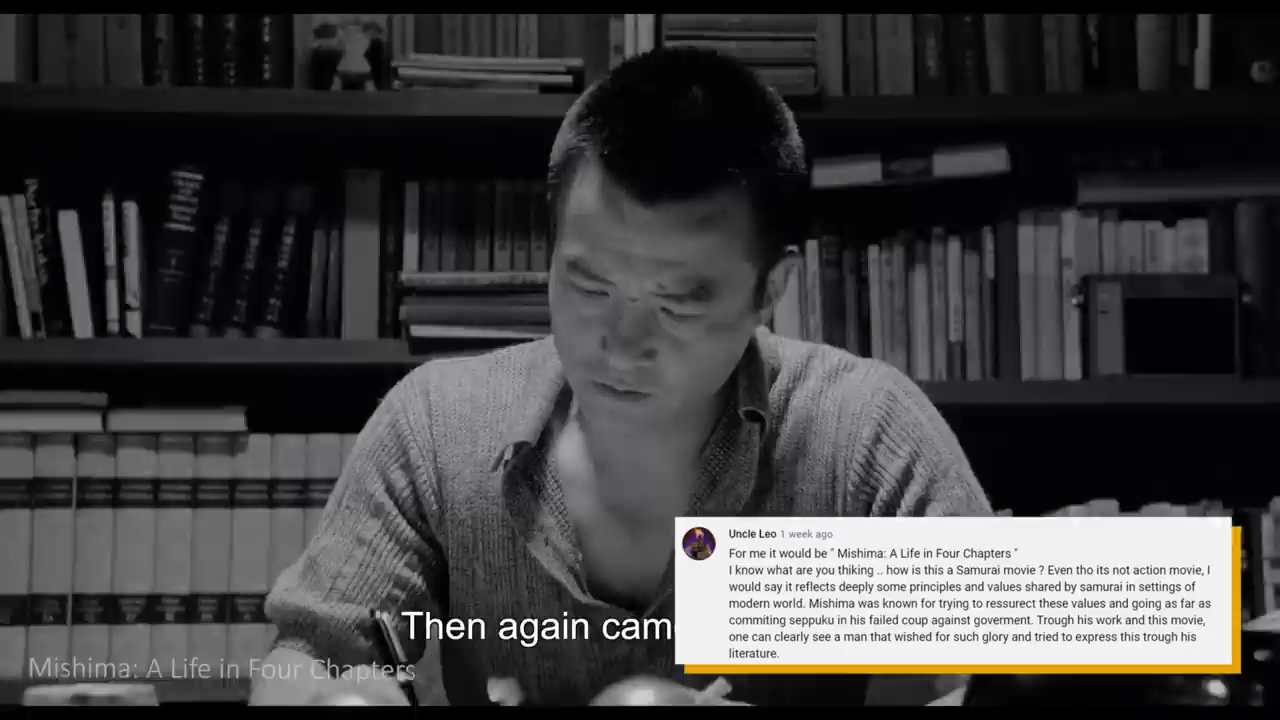 Uncle Leo 1 week ago
For me it would be " Mishima: A Life in Four Chapters "
I know what are you thiking .. how is this a Samurai movie ? Even tho its not action movie, I
would say it reflects deeply some principles and values shared by samurai in settings of
modern world. Mishima was known for trying to ressurect these values and going as far as
commiting seppuku in his failed coup against goverment. Trough his work and this movie,
one can clearly see a man that wished for such glory and tried to express this trough his
literature.
Then again came
Mishima: A Life in Four Chapters